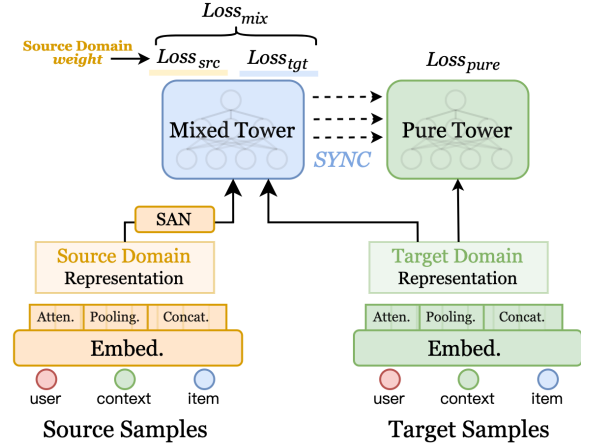 Loss_mix
Source Domain
weight
Loss_src
Loss_tgt
Loss_pure
Mixed Tower
SYNC
Pure Tower
SAN
Source Domain
Representation
Target Domain
Representation
Atten. Pooling. Concat.
Atten. Pooling. Concat.
Embed.
Embed.
user context item
user context item
Source Samples
Target Samples